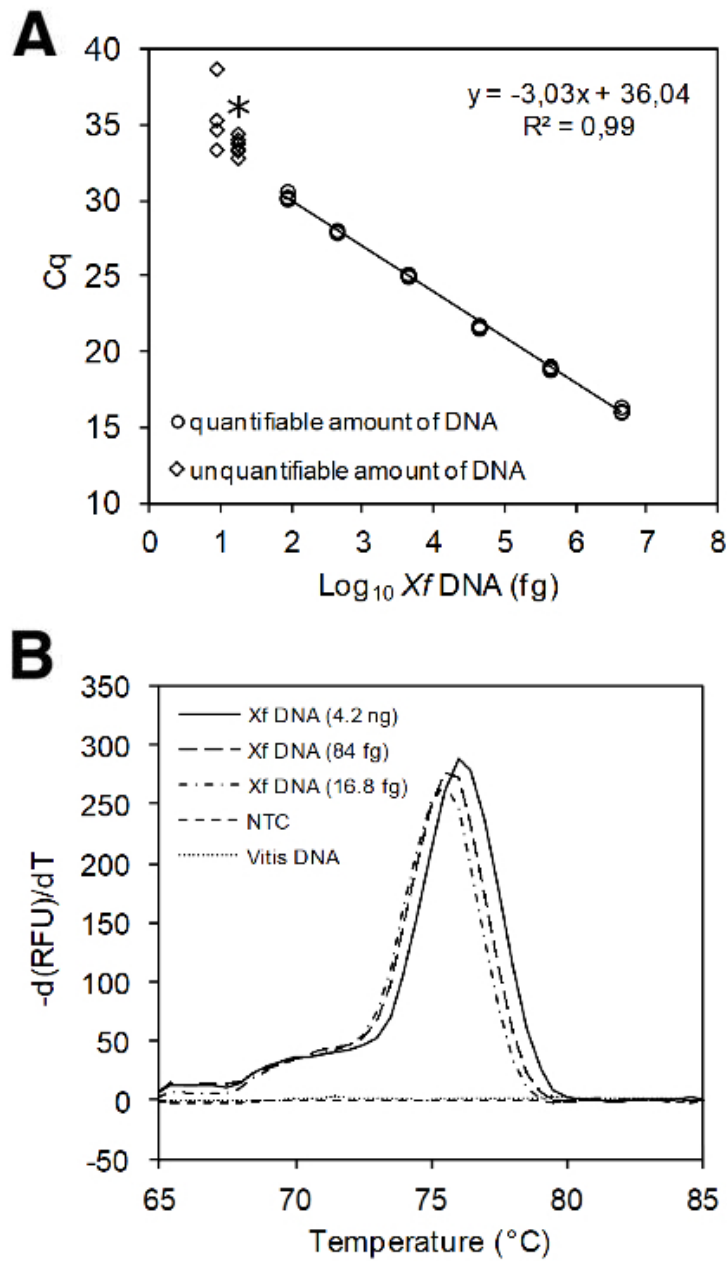 A
40
35
30
25
20
15
10
Cq
y = -3,03x + 36,04
R² = 0,99
quantifiable amount of DNA
unquantifiable amount of DNA
0 1 2 3 4 5 6 7 8
Log₁₀ Xf DNA (fg)
B
350
300
250
200
150
100
50
0
-50
-d(RFU)/dT
Xf DNA (4.2 ng)
Xf DNA (84 fg)
Xf DNA (16.8 fg)
NTC
Vitis DNA
65 70 75 80 85
Temperature (°C)